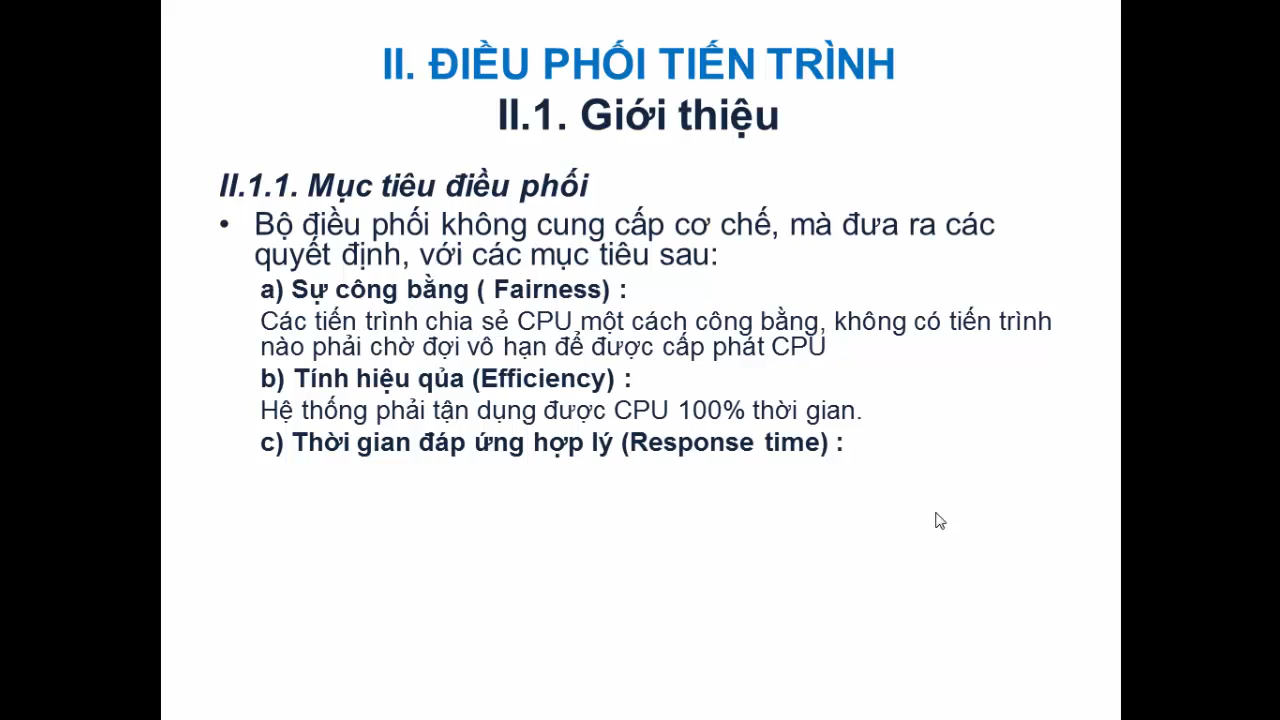 II. ĐIỀU PHỐI TIẾN TRÌNH
II.1. Giới thiệu
II.1.1. Mục tiêu điều phối
• Bộ điều phối không cung cấp cơ chế, mà đưa ra các
quyết định, với các mục tiêu sau:
a) Sự công bằng ( Fairness) :
Các tiến trình chia sẻ CPU một cách công bằng, không có tiến trình
nào phải chờ đợi vô hạn để được cấp phát CPU
b) Tính hiệu qủa (Efficiency) :
Hệ thống phải tận dụng được CPU 100% thời gian.
c) Thời gian đáp ứng hợp lý (Response time) :